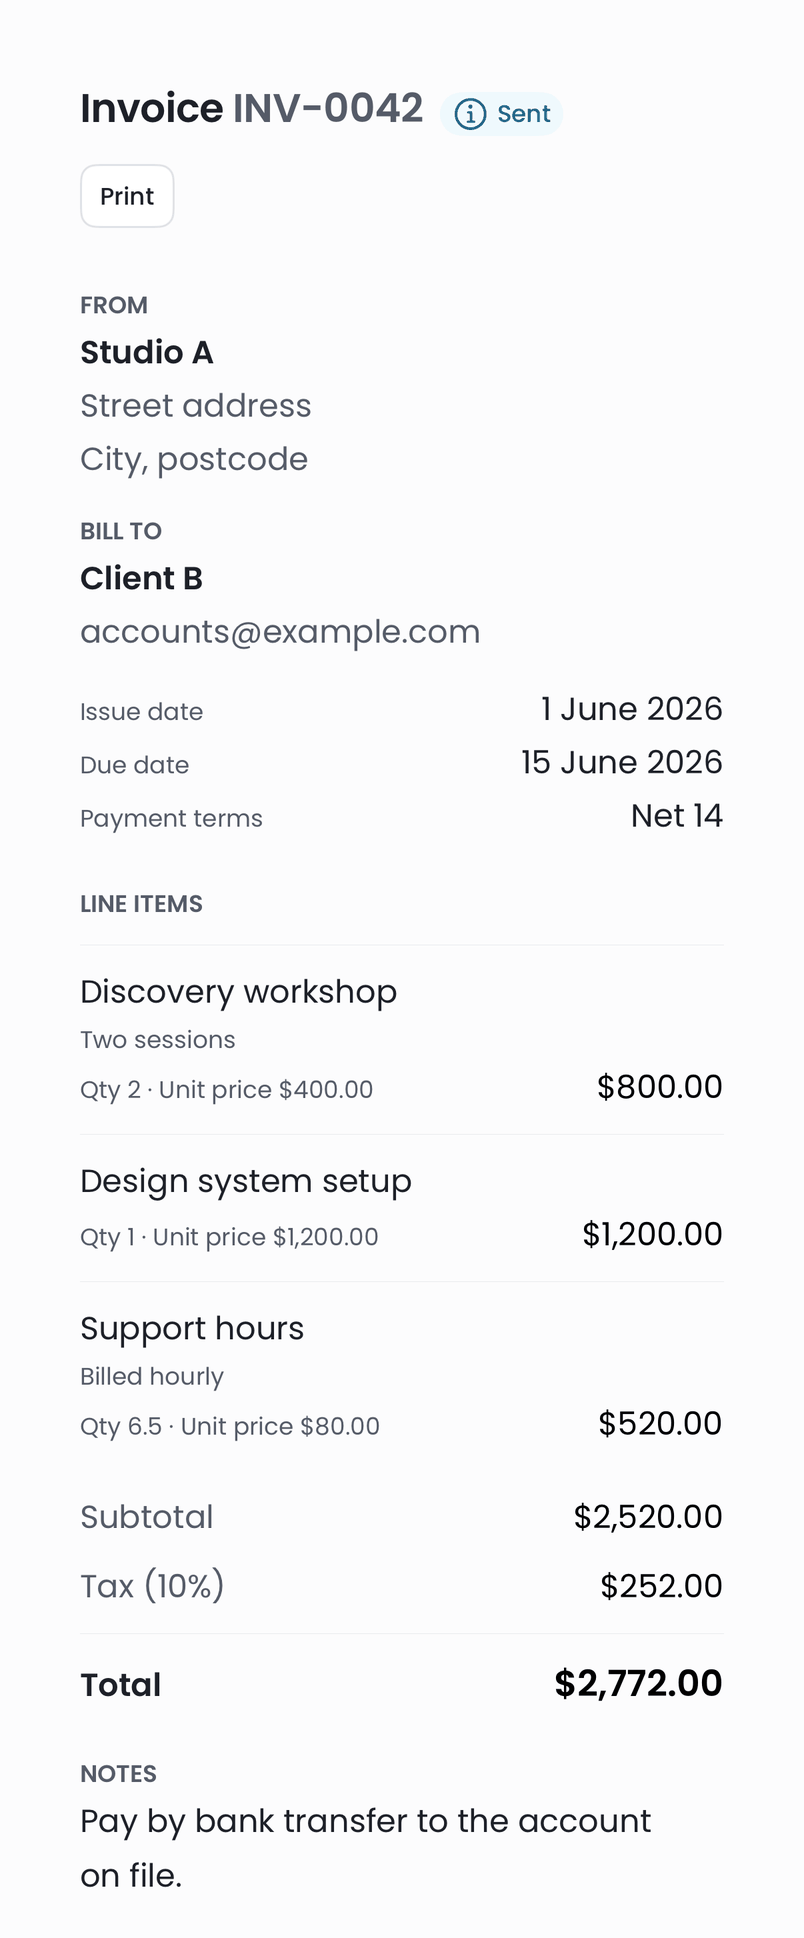 Invoice INV-0042 Sent
Print
FROM
Studio A
Street address
City, postcode
BILL TO
Client B
accounts@example.com
Issue date 1 June 2026
Due date 15 June 2026
Payment terms Net 14
LINE ITEMS
Discovery workshop
Two sessions
Qty 2 · Unit price $400.00 $800.00
Design system setup
Qty 1 · Unit price $1,200.00 $1,200.00
Support hours
Billed hourly
Qty 6.5 · Unit price $80.00 $520.00
Subtotal $2,520.00
Tax (10%) $252.00
Total $2,772.00
NOTES
Pay by bank transfer to the account
on file.